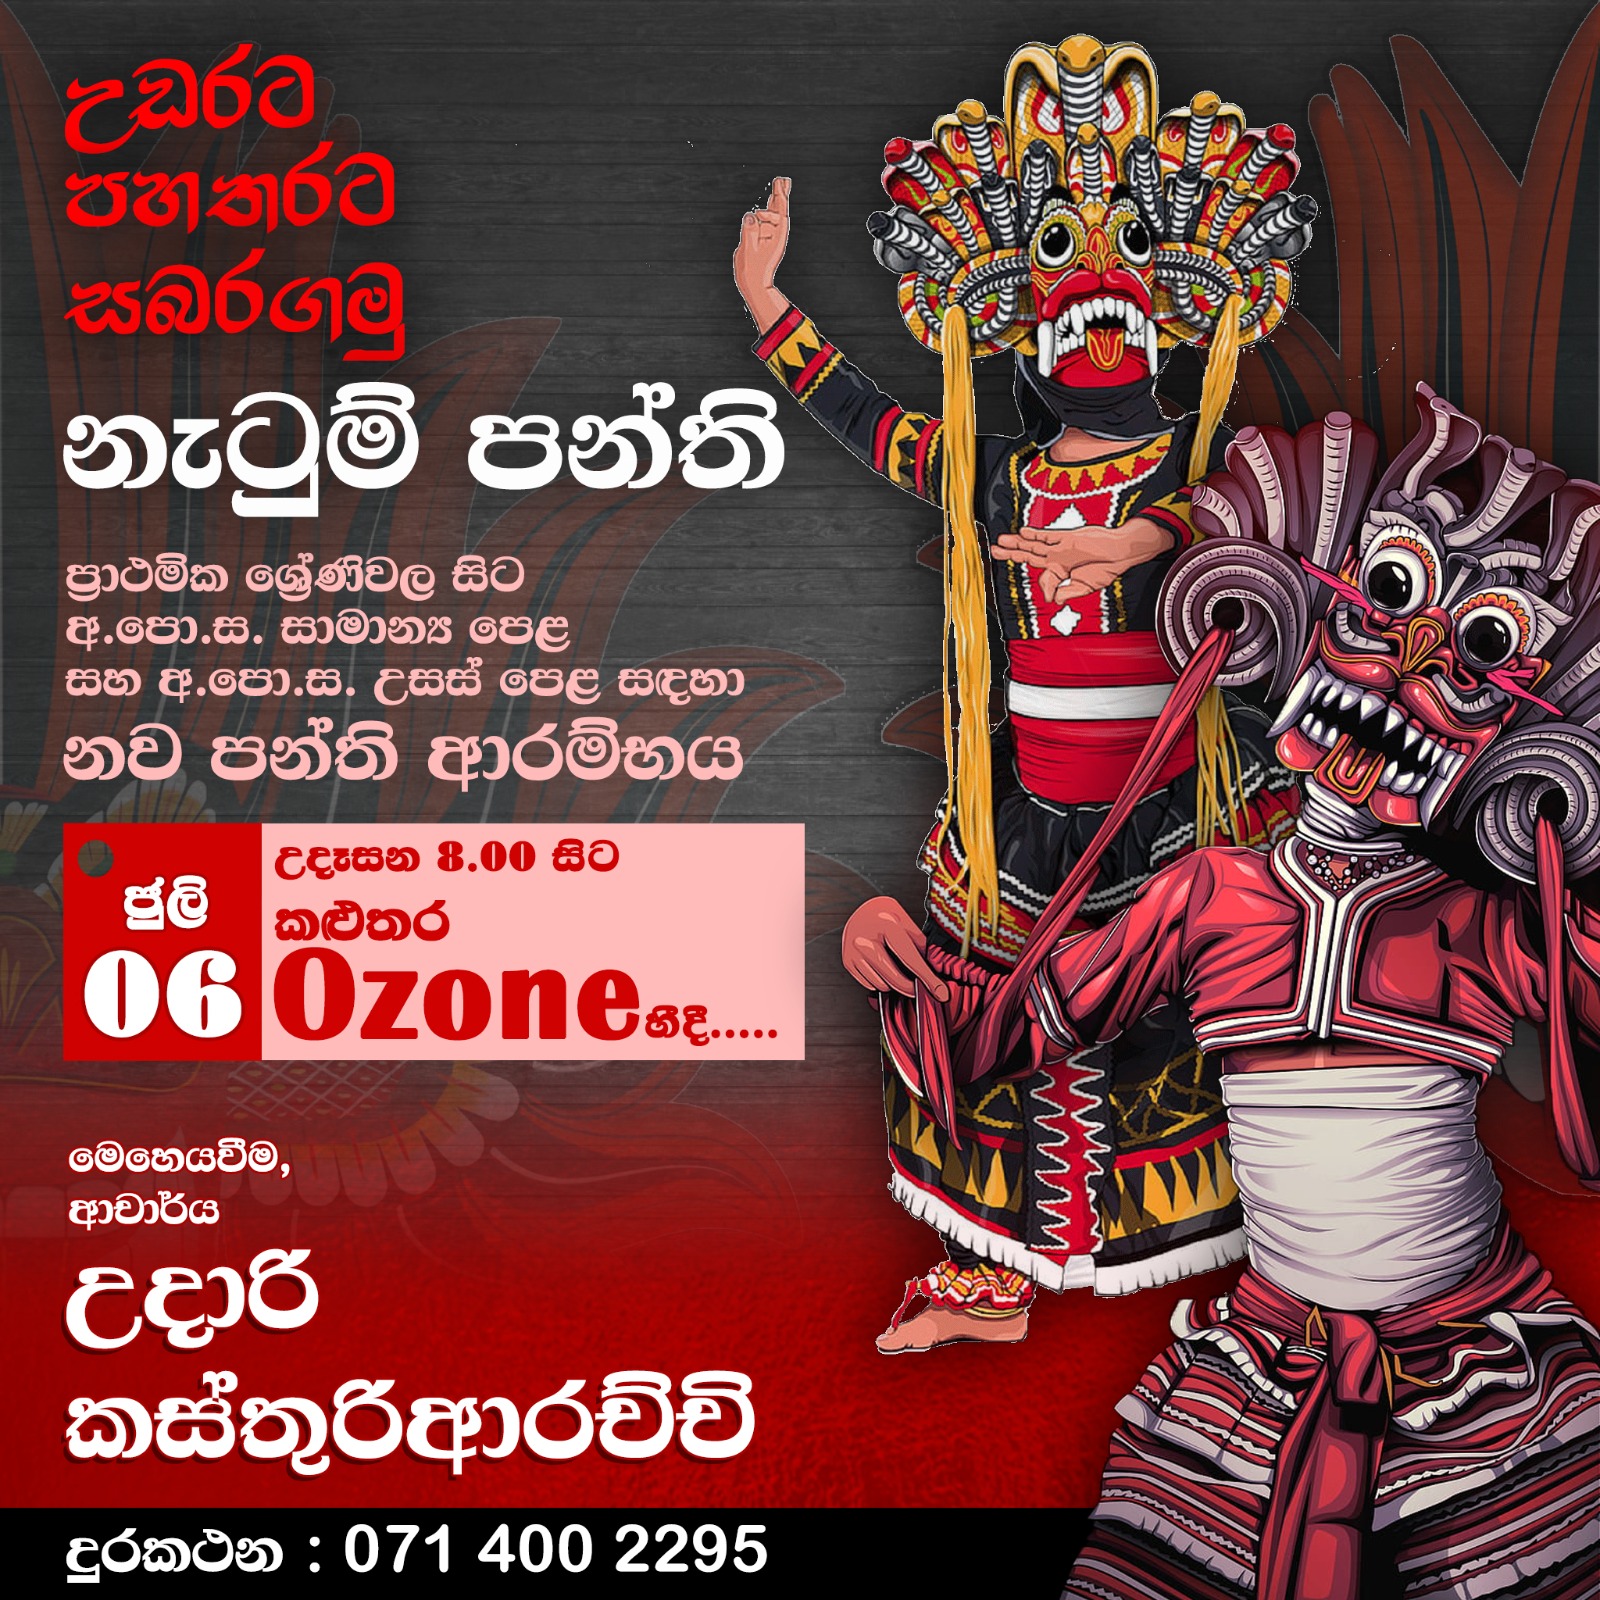 උඩරට
පහතරට
සබරගමු
නැටුම් පන්ති
ප්‍රාථමික ශ්‍රේණිවල සිට
අ.පො.ස. සාමාන්‍ය පෙළ
සහ අ.පො.ස. උසස් පෙළ සඳහා
නව පන්ති ආරම්භය
ජුලි
06
උදෑසන 8.00 සිට
කළුතර
Ozone හීදී.....
මෙහෙයවීම,
ආචාර්ය
උදාරි
කස්තුරිආරච්චි
දුරකථන : 071 400 2295